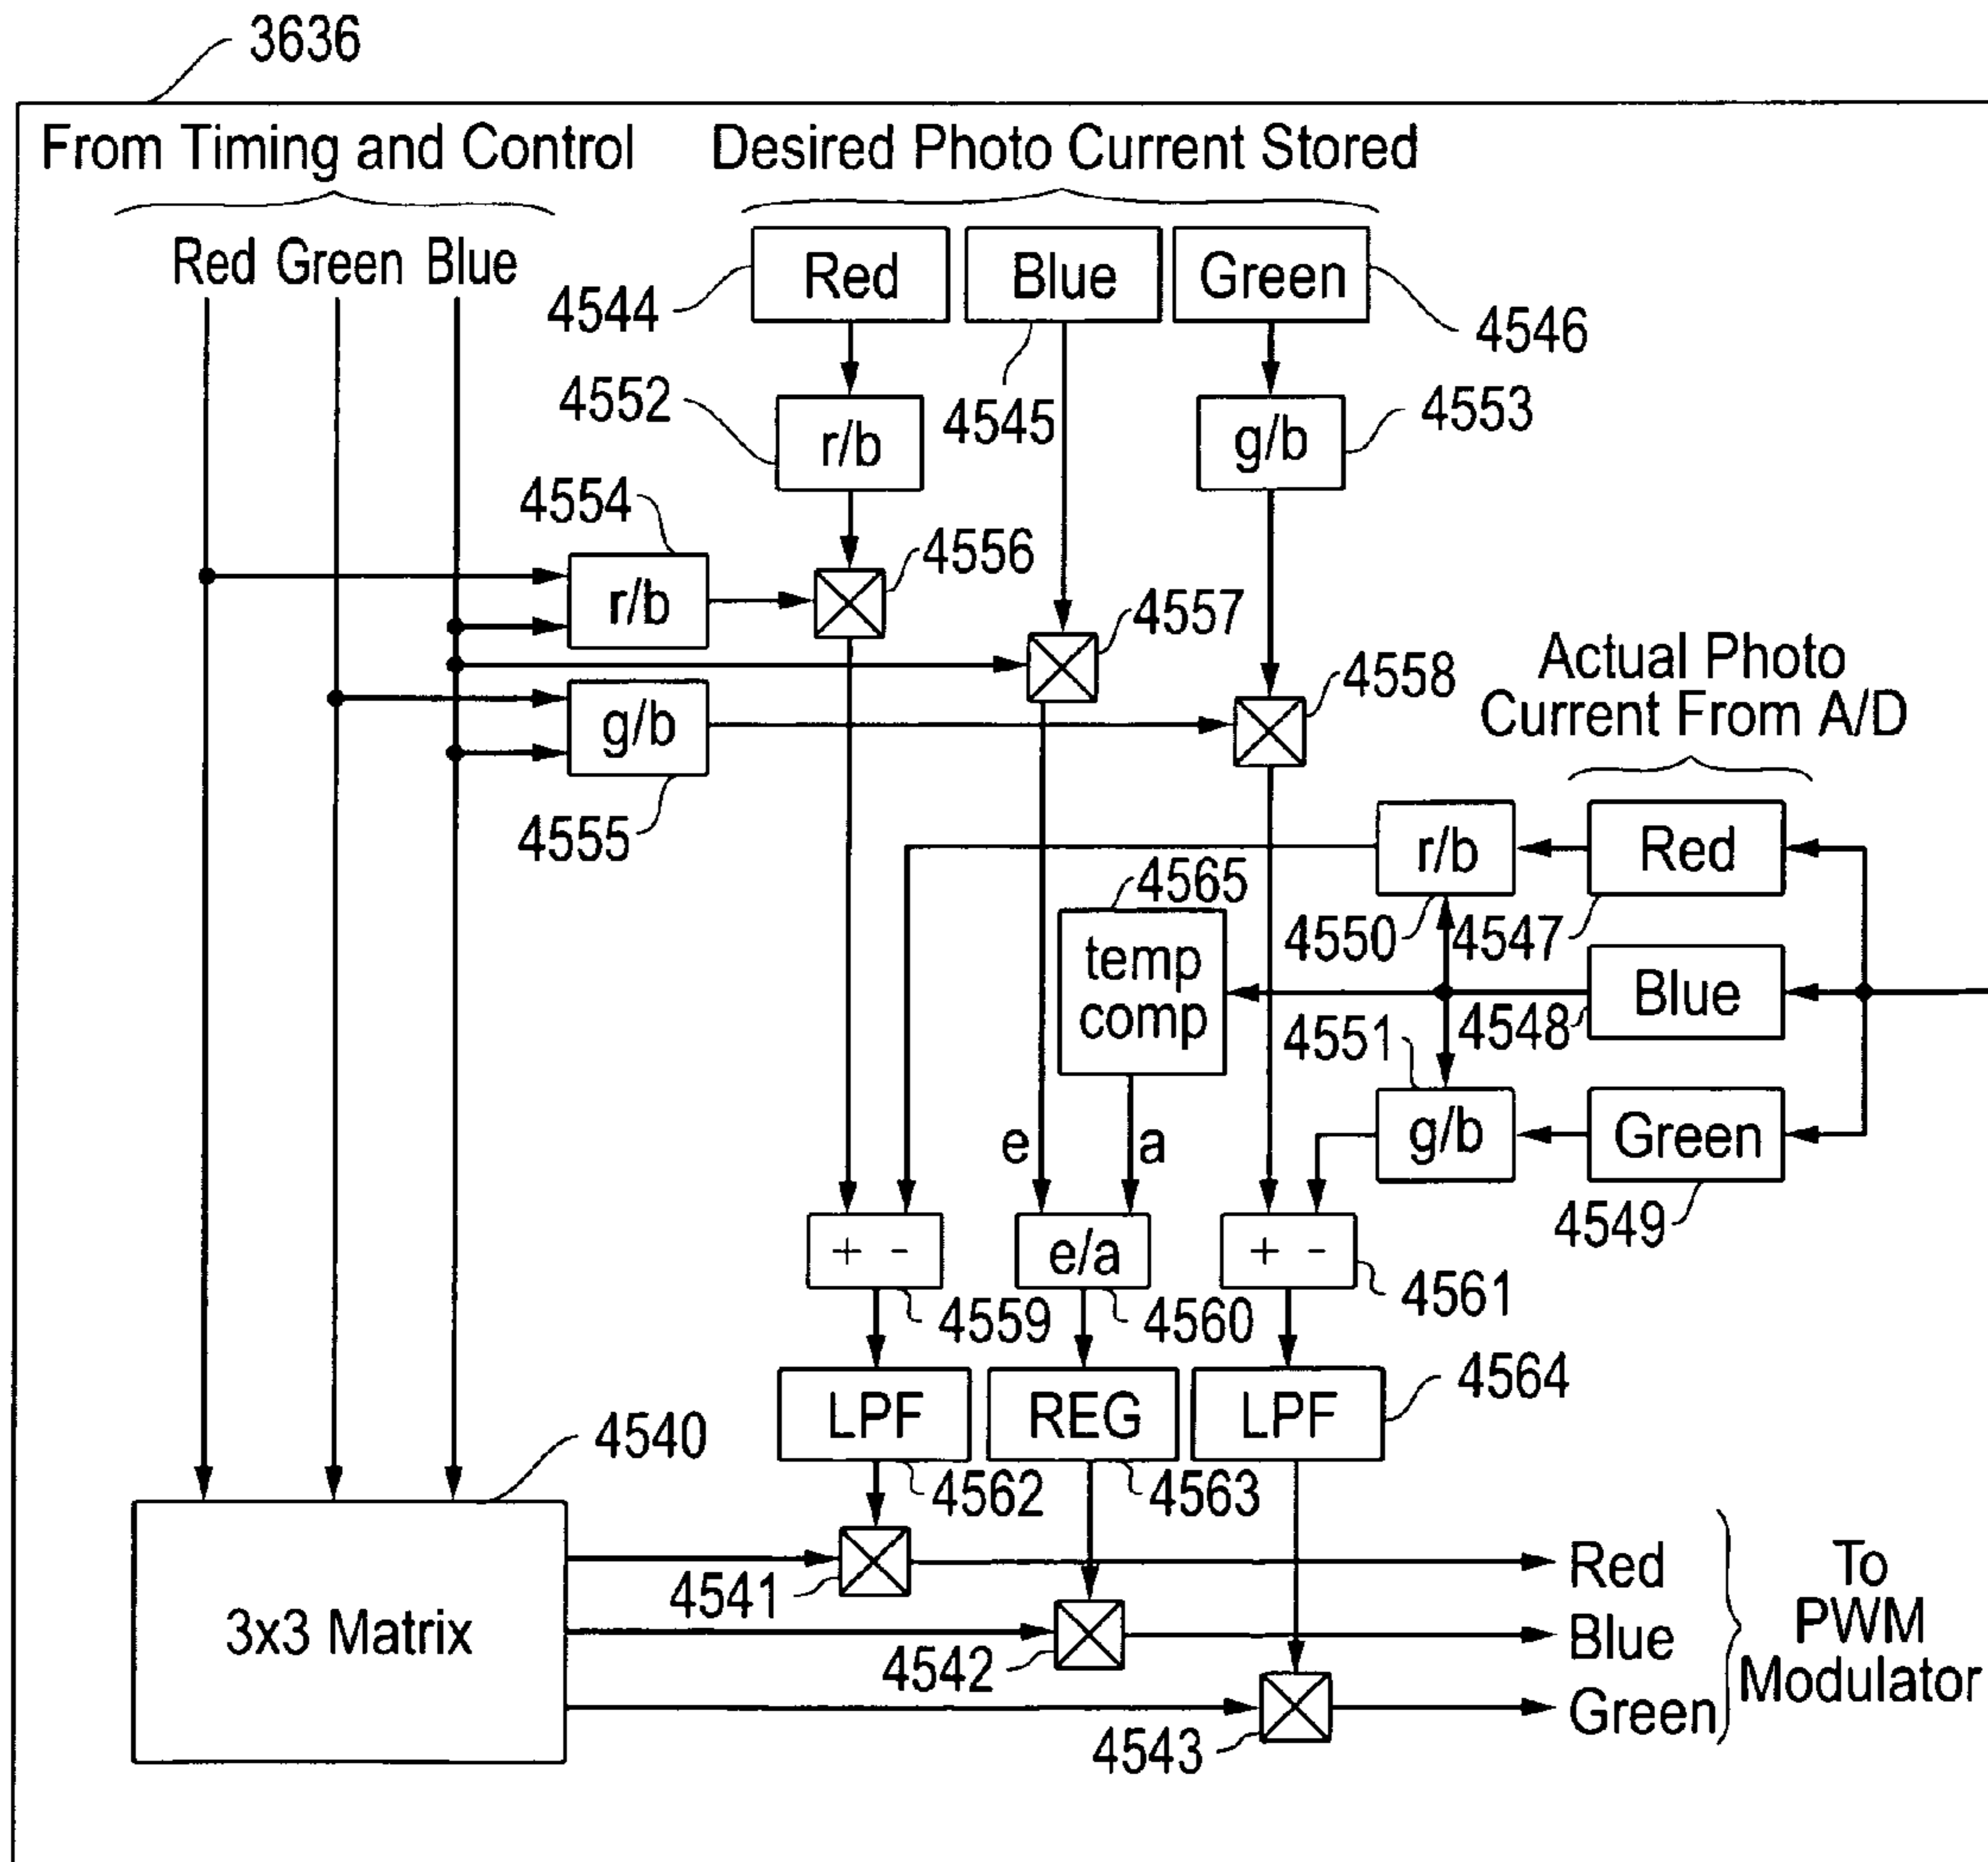 3636
From Timing and Control
Desired Photo Current Stored
Red Green Blue
Red
Blue
Green
4544
4546
4552
r/b
4545
g/b
4553
4554
4556
r/b
4557
g/b
4558
4555
Actual Photo
Current From A/D
r/b
Red
4565
4550
4547
temp
comp
Blue
4548
4551
e
a
g/b
Green
4549
+ -
e/a
+ -
4559
4560
4561
LPF
REG
LPF
4564
4540
4562
4563
3x3 Matrix
4541
Red
4542
Blue
4543
Green
To
PWM
Modulator